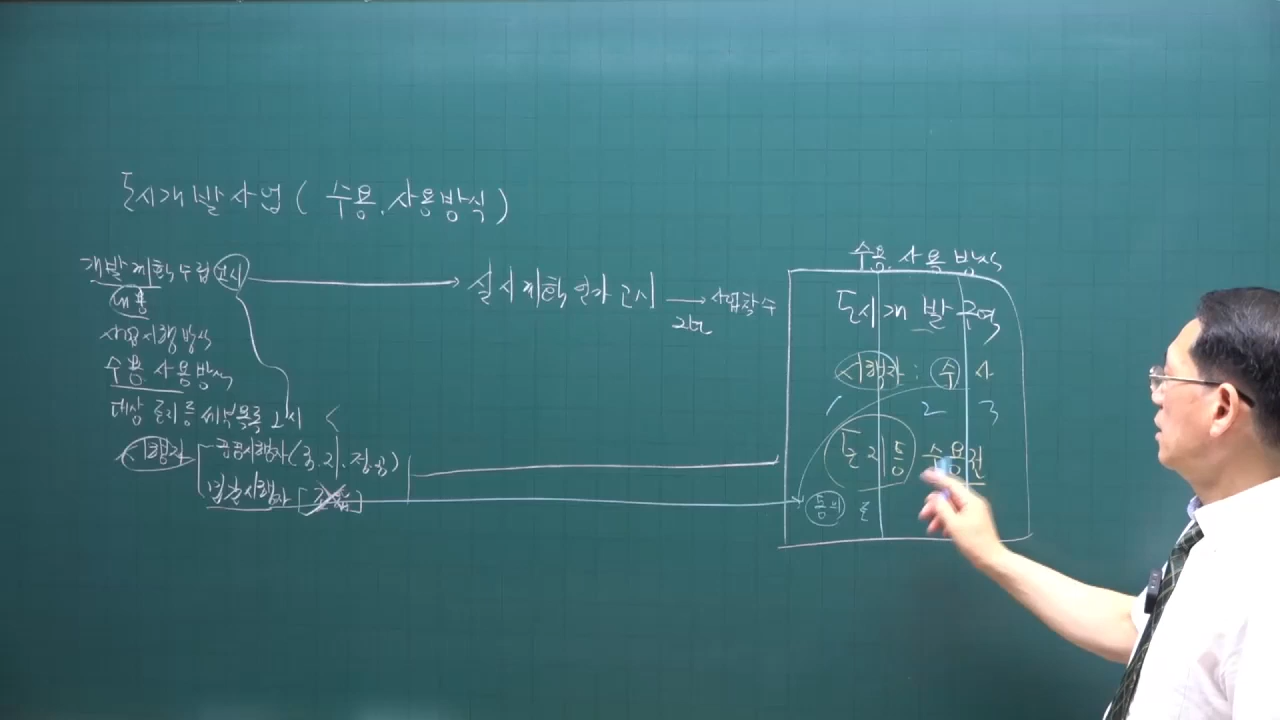 도시개발사업 ( 수용.사용방식 )
개발계획수립고시
실시계획인가고시
사업착수
2년
내용
사업시행방식
수용.사용방식
대상 토지등 세부목록고시
시행자
공공시행자(국,지,정,공)
민간시행자
수용.사용방식
도시개발구역
시행자: 수
1 2 3
토지등 수용권